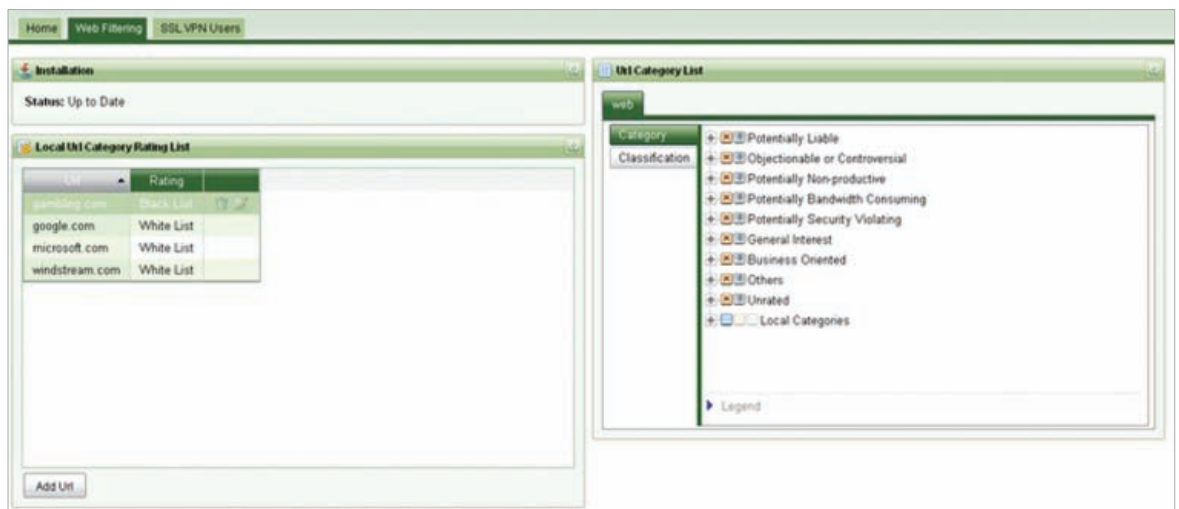 Home Web Filtering SSL VPN Users
Installation
Status: Up to Date
Local Url Category Rating List
Url Rating
gambling.com Black List
google.com White List
microsoft.com White List
windstream.com White List
Add Url
Url Category List
web
Category
Classification
Potentially Liable
Objectionable or Controversial
Potentially Non-productive
Potentially Bandwidth Consuming
Potentially Security Violating
General Interest
Business Oriented
Others
Unrated
Local Categories
Legend